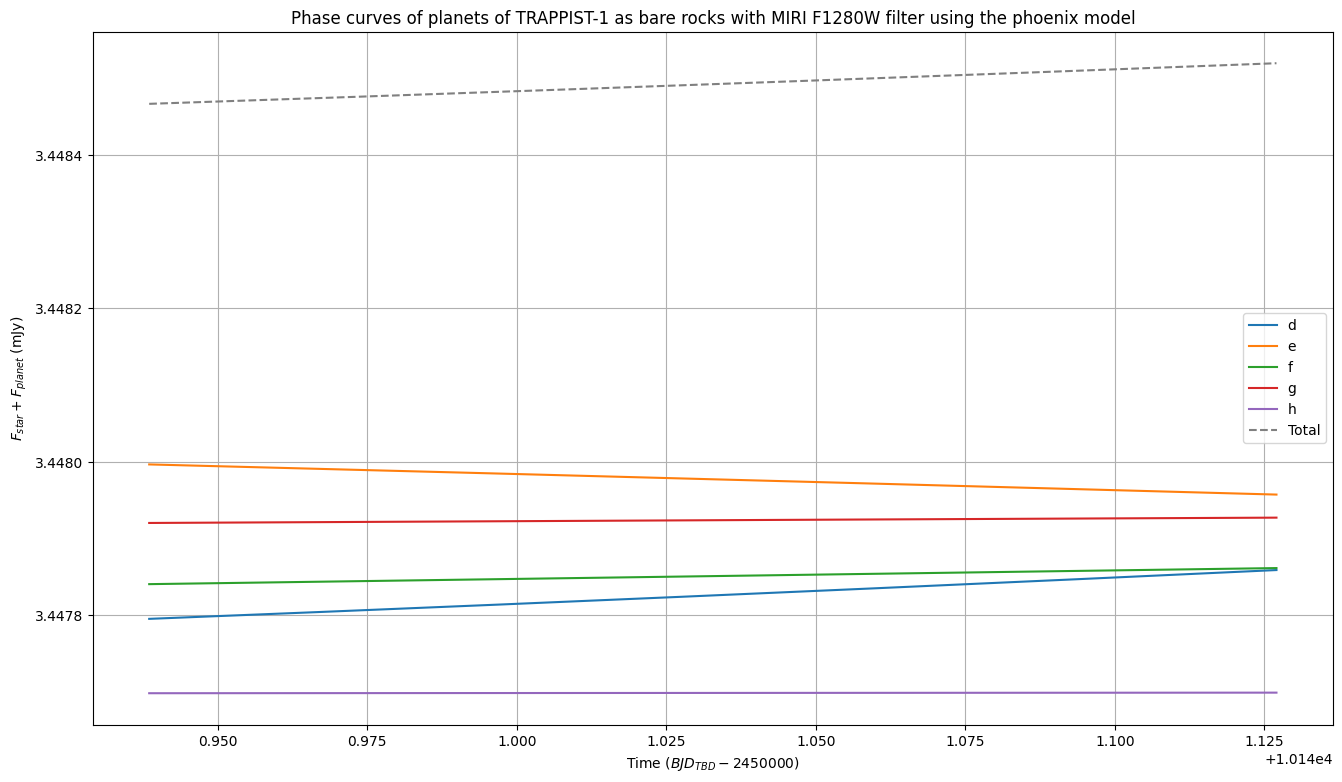 Phase curves of planets of TRAPPIST-1 as bare rocks with MIRI F1280W filter using the phoenix model
3.4484
3.4482
3.4480
3.4478
F_star + F_planet (mJy)
d
e
f
g
h
Total
0.950
0.975
1.000
1.025
1.050
1.075
1.100
1.125
+1.014e4
Time (BJD_TBD − 2450000)